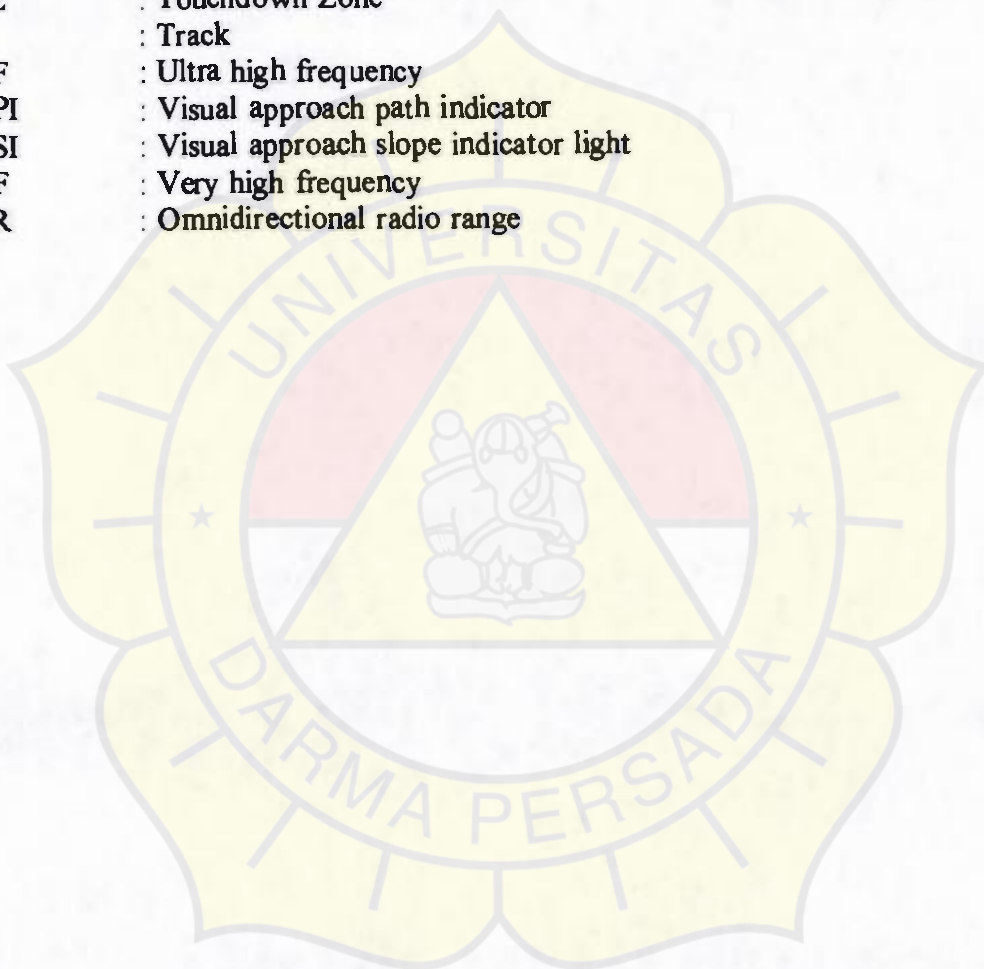 : Touchdown Zone
: Track
F : Ultra high frequency
PI : Visual approach path indicator
SI : Visual approach slope indicator light
F : Very high frequency
R : Omnidirectional radio range
UNIVERSITAS
DARMA PERSADA